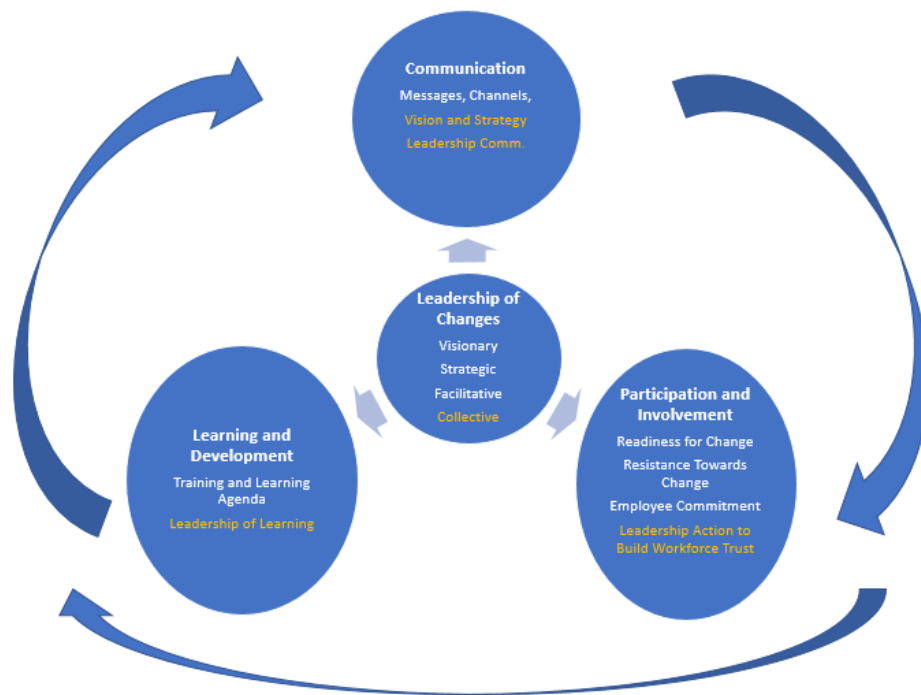 Communication
Messages, Channels,
Vision and Strategy
Leadership Comm.
Leadership of
Changes
Visionary
Strategic
Facilitative
Collective
Learning and
Development
Training and Learning
Agenda
Leadership of Learning
Participation and
Involvement
Readiness for Change
Resistance Towards
Change
Employee Commitment
Leadership Action to
Build Workforce Trust